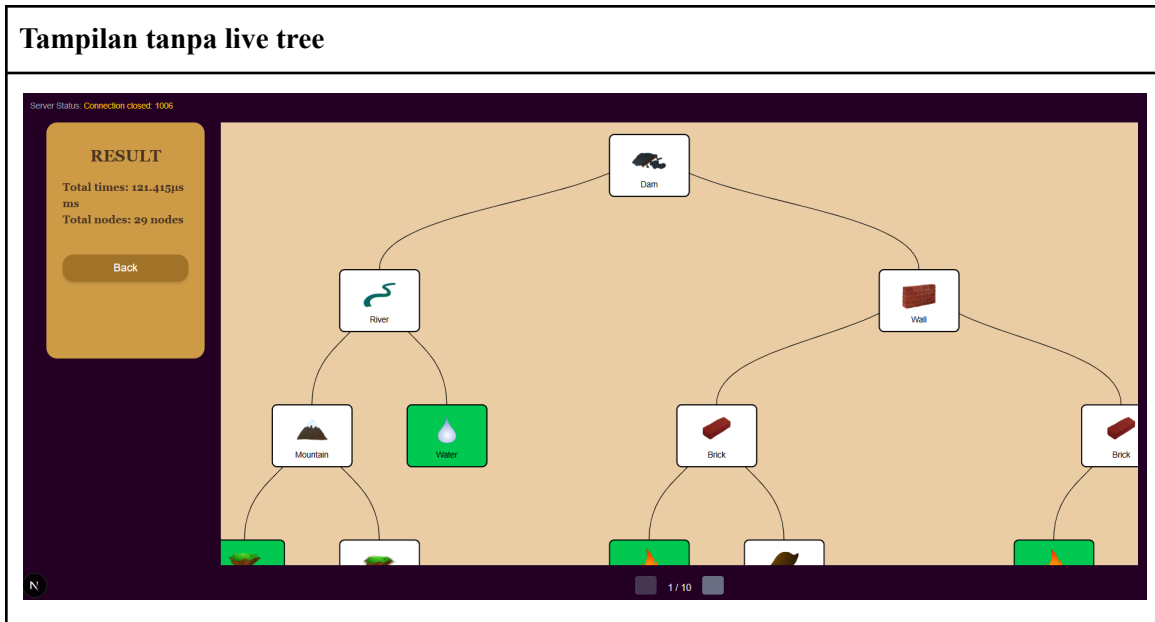 Tampilan tanpa live tree
Server Status: Connection closed: 1006
RESULT
Total times: 121.415µs
ms
Total nodes: 29 nodes
Back
Dam
River
Wall
Mountain
Water
Brick
Brick
N
1 / 10